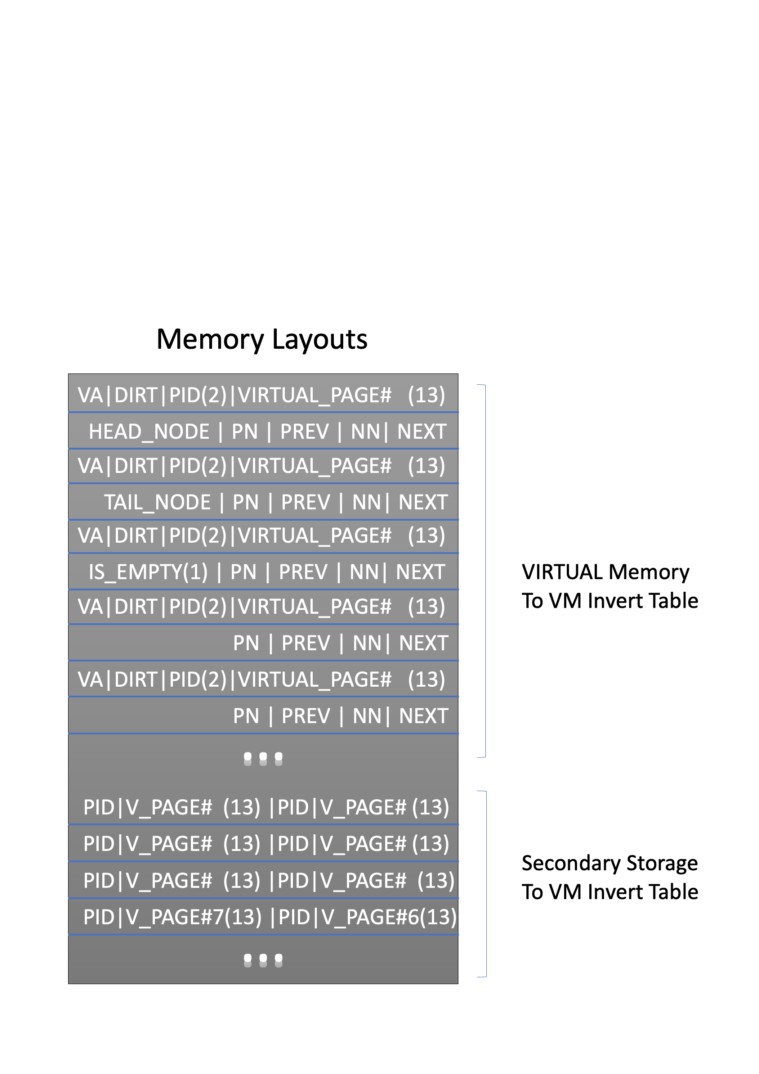 Memory Layouts
VA|DIRT|PID(2)|VIRTUAL_PAGE# (13)
HEAD_NODE | PN | PREV | NN| NEXT
VA|DIRT|PID(2)|VIRTUAL_PAGE# (13)
TAIL_NODE | PN | PREV | NN| NEXT
VA|DIRT|PID(2)|VIRTUAL_PAGE# (13)
IS_EMPTY(1) | PN | PREV | NN| NEXT
VA|DIRT|PID(2)|VIRTUAL_PAGE# (13)
PN | PREV | NN| NEXT
VA|DIRT|PID(2)|VIRTUAL_PAGE# (13)
PN | PREV | NN| NEXT
...
VIRTUAL Memory
To VM Invert Table
PID|V_PAGE# (13) |PID|V_PAGE# (13)
PID|V_PAGE# (13) |PID|V_PAGE# (13)
PID|V_PAGE# (13) |PID|V_PAGE# (13)
PID|V_PAGE#7(13) |PID|V_PAGE#6(13)
...
Secondary Storage
To VM Invert Table